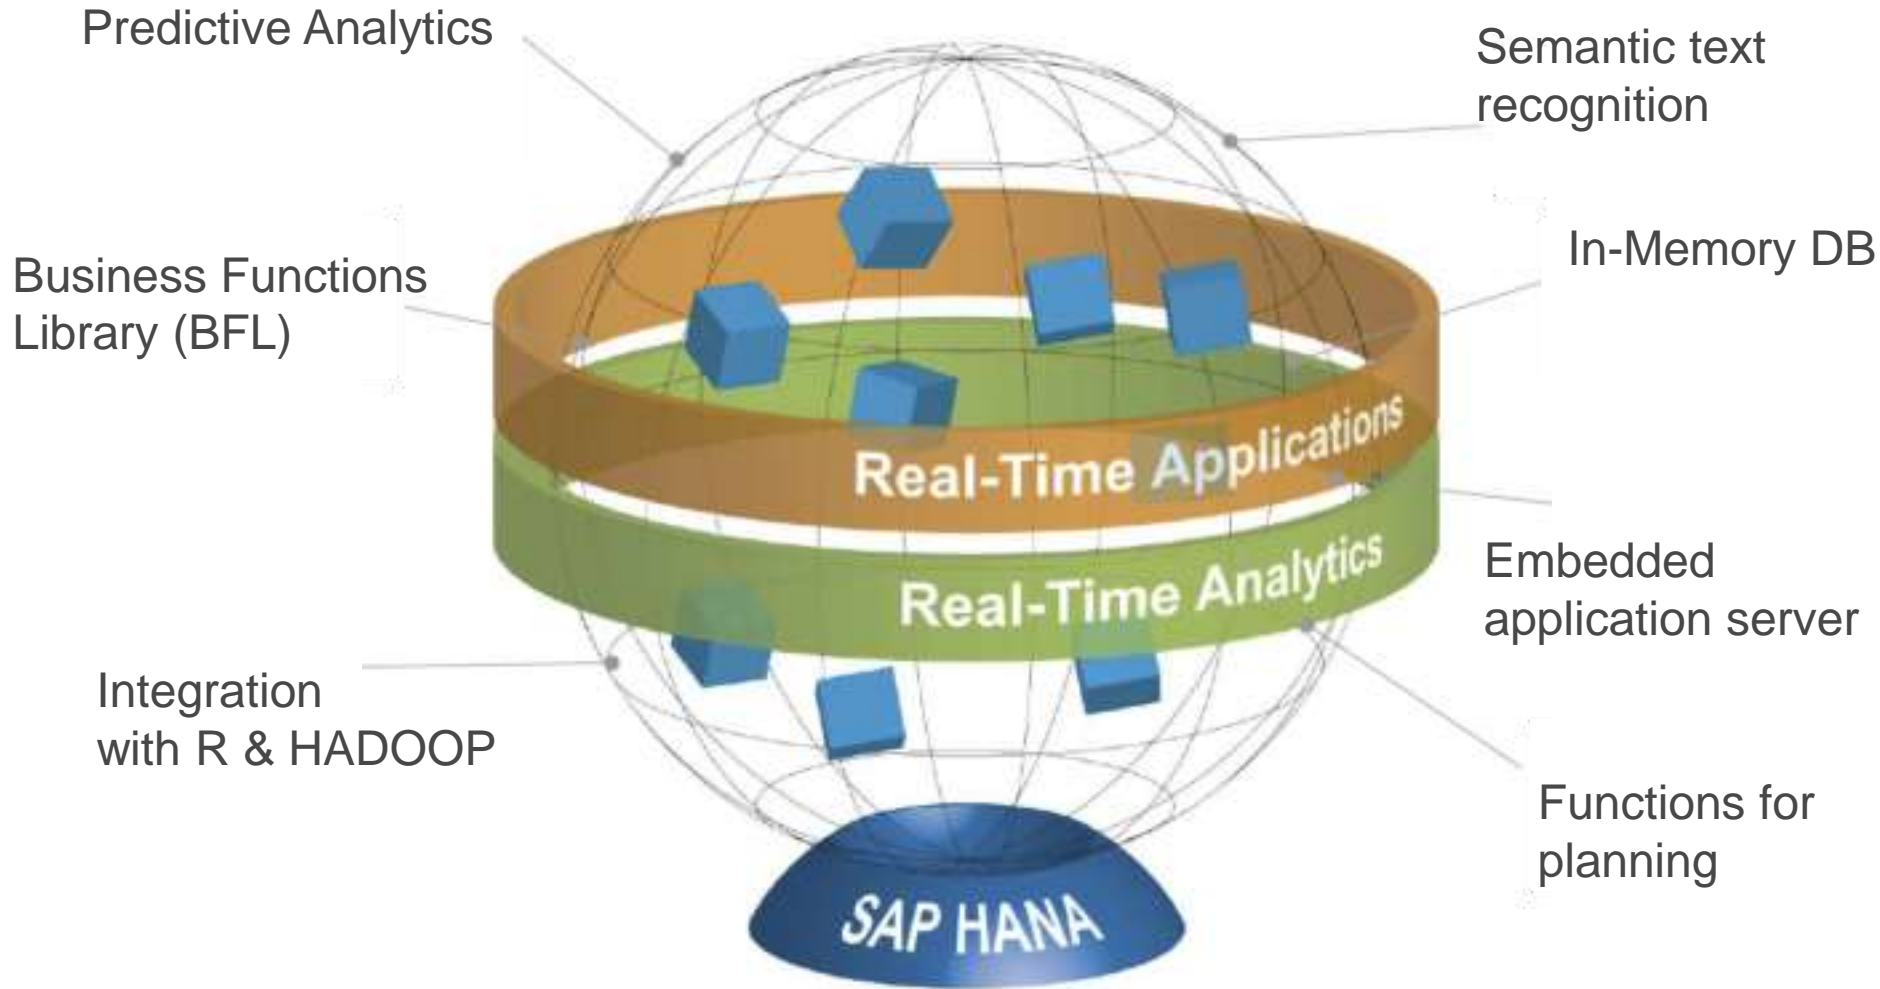 Predictive Analytics
Semantic text
recognition
Business Functions
Library (BFL)
In-Memory DB
Real-Time Applications
Real-Time Analytics
Embedded
application server
Integration
with R & HADOOP
Functions for
planning
SAP HANA